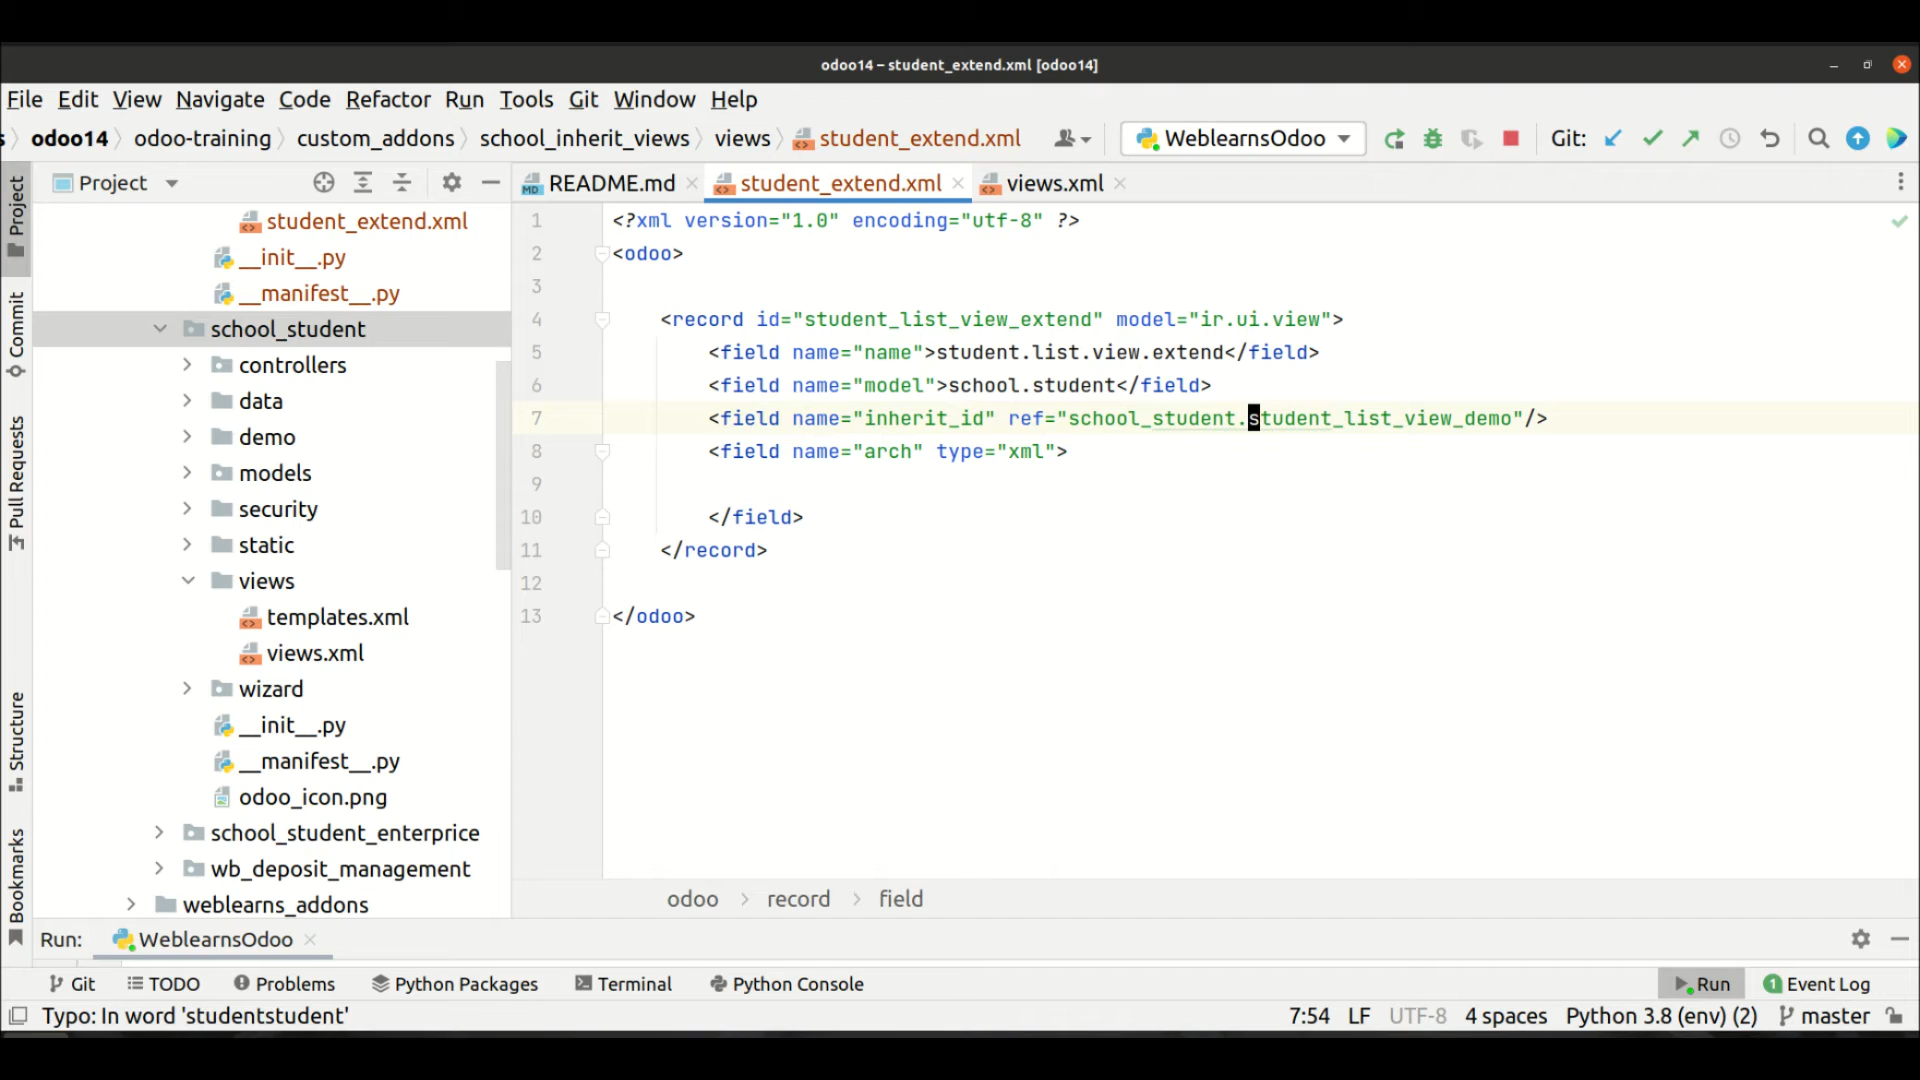 odoo14 – student_extend.xml [odoo14]
File Edit View Navigate Code Refactor Run Tools Git Window Help
s odoo14 odoo-training custom_addons school_inherit_views views student_extend.xml WeblearnsOdoo Git:
Project README.md student_extend.xml views.xml
student_extend.xml
__init__.py
__manifest__.py
school_student
controllers
data
demo
models
security
static
views
templates.xml
views.xml
wizard
__init__.py
__manifest__.py
odoo_icon.png
school_student_enterprice
wb_deposit_management
weblearns_addons
Project
Commit
Pull Requests
Structure
Bookmarks
1 <?xml version="1.0" encoding="utf-8" ?>
2 <odoo>
3
4 <record id="student_list_view_extend" model="ir.ui.view">
5 <field name="name">student.list.view.extend</field>
6 <field name="model">school.student</field>
7 <field name="inherit_id" ref="school_student.student_list_view_demo"/>
8 <field name="arch" type="xml">
9
10 </field>
11 </record>
12
13 </odoo>
odoo record field
Run: WeblearnsOdoo
Git TODO Problems Python Packages Terminal Python Console Run 1 Event Log
Typo: In word 'studentstudent' 7:54 LF UTF-8 4 spaces Python 3.8 (env) (2) master